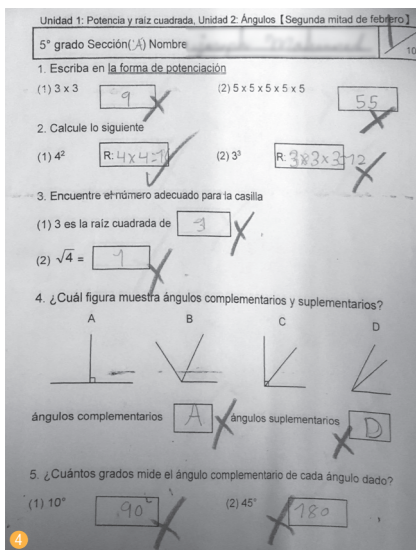 Unidad 1: Potencia y raíz cuadrada, Unidad 2: Ángulos【Segunda mitad de febrero】
5° grado Sección( A ) Nombre
10
1. Escriba en la forma de potenciación
(1) 3 x 3 9 (2) 5 x 5 x 5 x 5 x 5 55
2. Calcule lo siguiente
(1) 4² R: 4 x 4 = (2) 3³ R: 3x3x3=12
3. Encuentre el número adecuado para la casilla
(1) 3 es la raíz cuadrada de 3
(2) √4 = 1
4. ¿Cuál figura muestra ángulos complementarios y suplementarios?
A B C D
ángulos complementarios A ángulos suplementarios D
5. ¿Cuántos grados mide el ángulo complementario de cada ángulo dado?
(1) 10° 90° (2) 45° 180
4